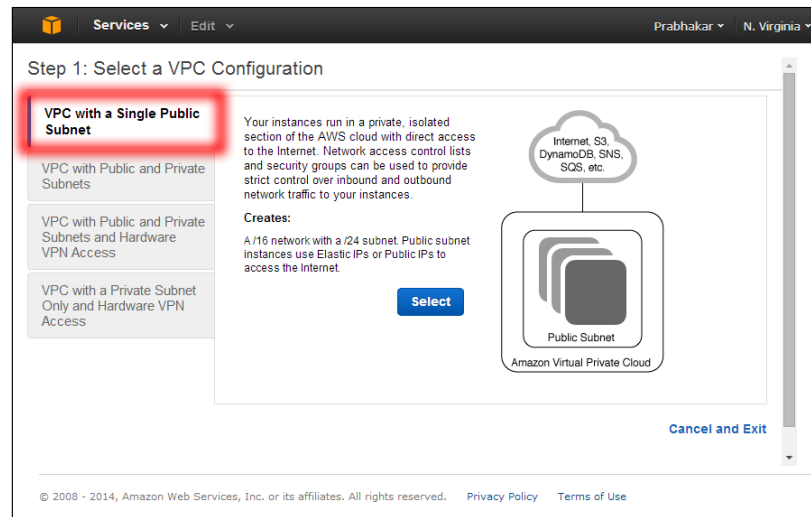 Services Edit Prabhakar N. Virginia
Step 1: Select a VPC Configuration
VPC with a Single Public
Subnet
VPC with Public and Private
Subnets
VPC with Public and Private
Subnets and Hardware
VPN Access
VPC with a Private Subnet
Only and Hardware VPN
Access
Your instances run in a private, isolated
section of the AWS cloud with direct access
to the Internet. Network access control lists
and security groups can be used to provide
strict control over inbound and outbound
network traffic to your instances.
Creates:
A /16 network with a /24 subnet. Public subnet
instances use Elastic IPs or Public IPs to
access the Internet.
Select
Internet, S3,
DynamoDB, SNS,
SQS, etc.
Public Subnet
Amazon Virtual Private Cloud
Cancel and Exit
© 2008 - 2014, Amazon Web Services, Inc. or its affiliates. All rights reserved. Privacy Policy Terms of Use